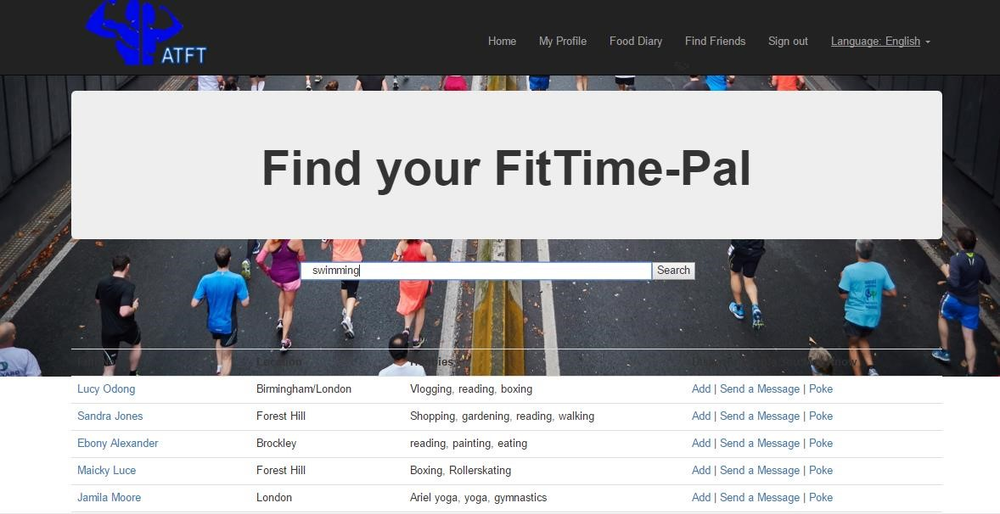 ATFT
Home My Profile Food Diary Find Friends Sign out Language: English
Find your FitTime-Pal
swimming Search
Location Hobbies
Lucy Odong Birmingham/London Vlogging, reading, boxing Add | Send a Message | Poke
Sandra Jones Forest Hill Shopping, gardening, reading, walking Add | Send a Message | Poke
Ebony Alexander Brockley reading, painting, eating Add | Send a Message | Poke
Maicky Luce Forest Hill Boxing, Rollerskating Add | Send a Message | Poke
Jamila Moore London Ariel yoga, yoga, gymnastics Add | Send a Message | Poke